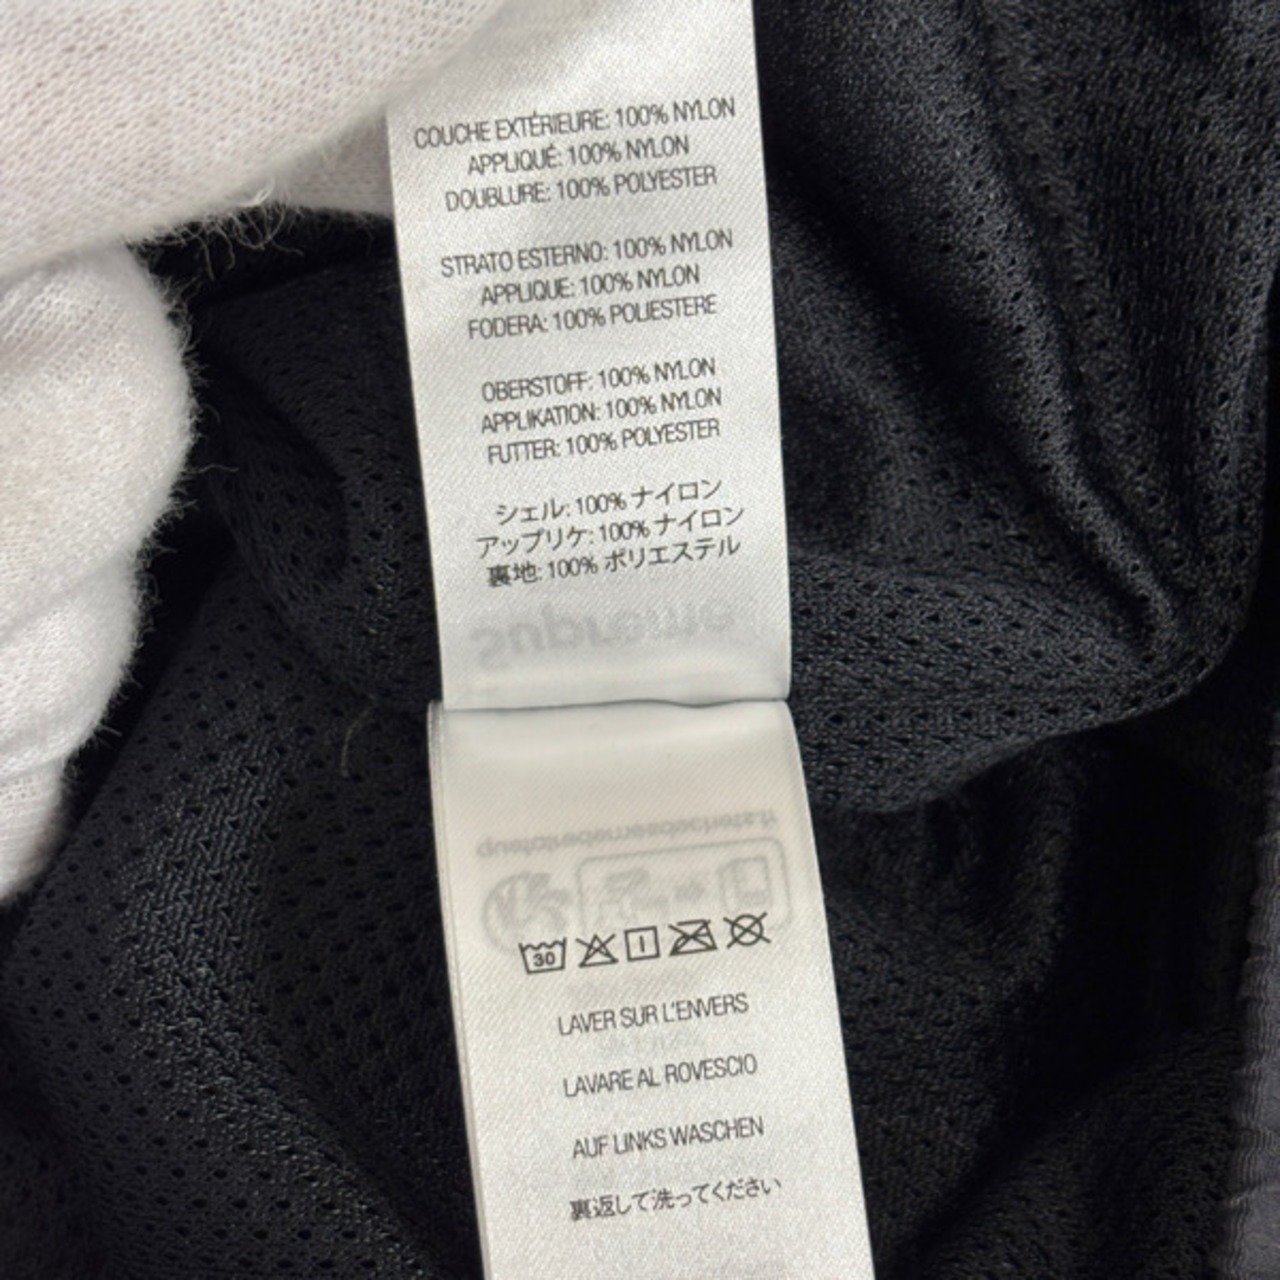 COUCHE EXTÉRIEURE: 100% NYLON
APPLIQUÉ: 100% NYLON
DOUBLURE: 100% POLYESTER
STRATO ESTERNO: 100% NYLON
APPLIQUE: 100% NYLON
FODERA: 100% POLIESTERE
OBERSTOFF: 100% NYLON
APPLIKATION: 100% NYLON
FUTTER: 100% POLYESTER
シェル: 100% ナイロン
アップリケ: 100% ナイロン
裏地: 100% ポリエステル
Supreme
quefairedemesdechets.fr
30
LAVER SUR L'ENVERS
LAVARE AL ROVESCIO
AUF LINKS WASCHEN
裏返して洗ってください